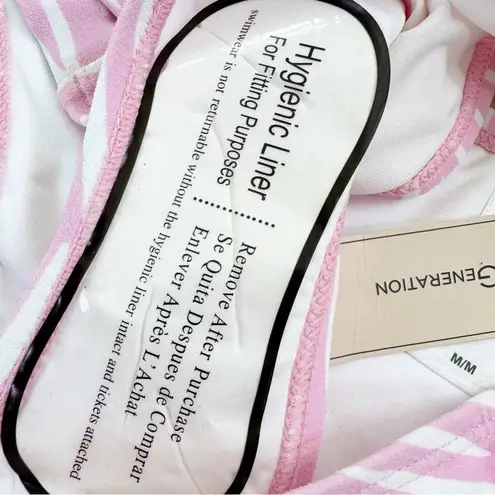 Hygienic Liner
For Fitting Purposes
Remove After Purchase
Se Quita Despues de Comprar
Enlever Après L'Achat
swimwear is not returnable without the hygienic liner intact and tickets attached
GENERATION
M/M